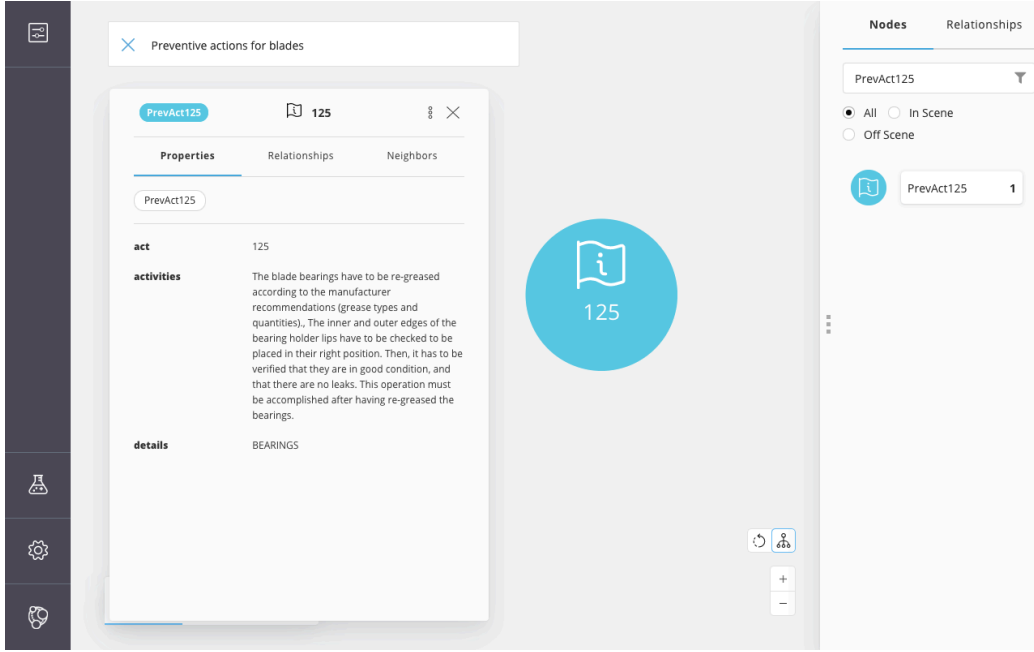 Preventive actions for blades
PrevAct125
125
Properties
Relationships
Neighbors
PrevAct125
act
125
activities
The blade bearings have to be re-greased
according to the manufacturer
recommendations (grease types and
quantities)., The inner and outer edges of the
bearing holder lips have to be checked to be
placed in their right position. Then, it has to be
verified that they are in good condition, and
that there are no leaks. This operation must
be accomplished after having re-greased the
bearings.
details
BEARINGS
125
Nodes
Relationships
PrevAct125
All
In Scene
Off Scene
PrevAct125
1